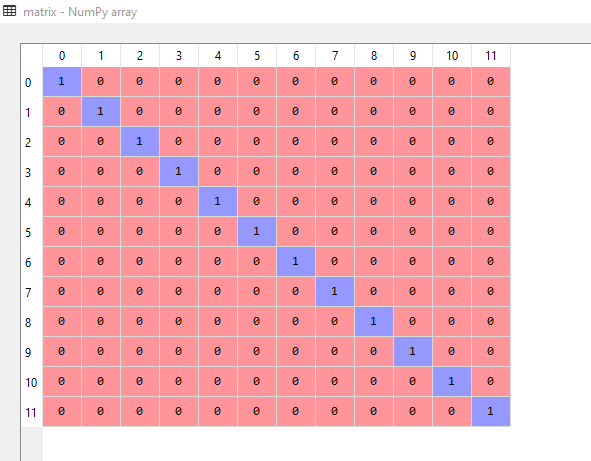 matrix - NumPy array
0 1 2 3 4 5 6 7 8 9 10 11
0 1 0 0 0 0 0 0 0 0 0 0 0
1 0 1 0 0 0 0 0 0 0 0 0 0
2 0 0 1 0 0 0 0 0 0 0 0 0
3 0 0 0 1 0 0 0 0 0 0 0 0
4 0 0 0 0 1 0 0 0 0 0 0 0
5 0 0 0 0 0 1 0 0 0 0 0 0
6 0 0 0 0 0 0 1 0 0 0 0 0
7 0 0 0 0 0 0 0 1 0 0 0 0
8 0 0 0 0 0 0 0 0 1 0 0 0
9 0 0 0 0 0 0 0 0 0 1 0 0
10 0 0 0 0 0 0 0 0 0 0 1 0
11 0 0 0 0 0 0 0 0 0 0 0 1